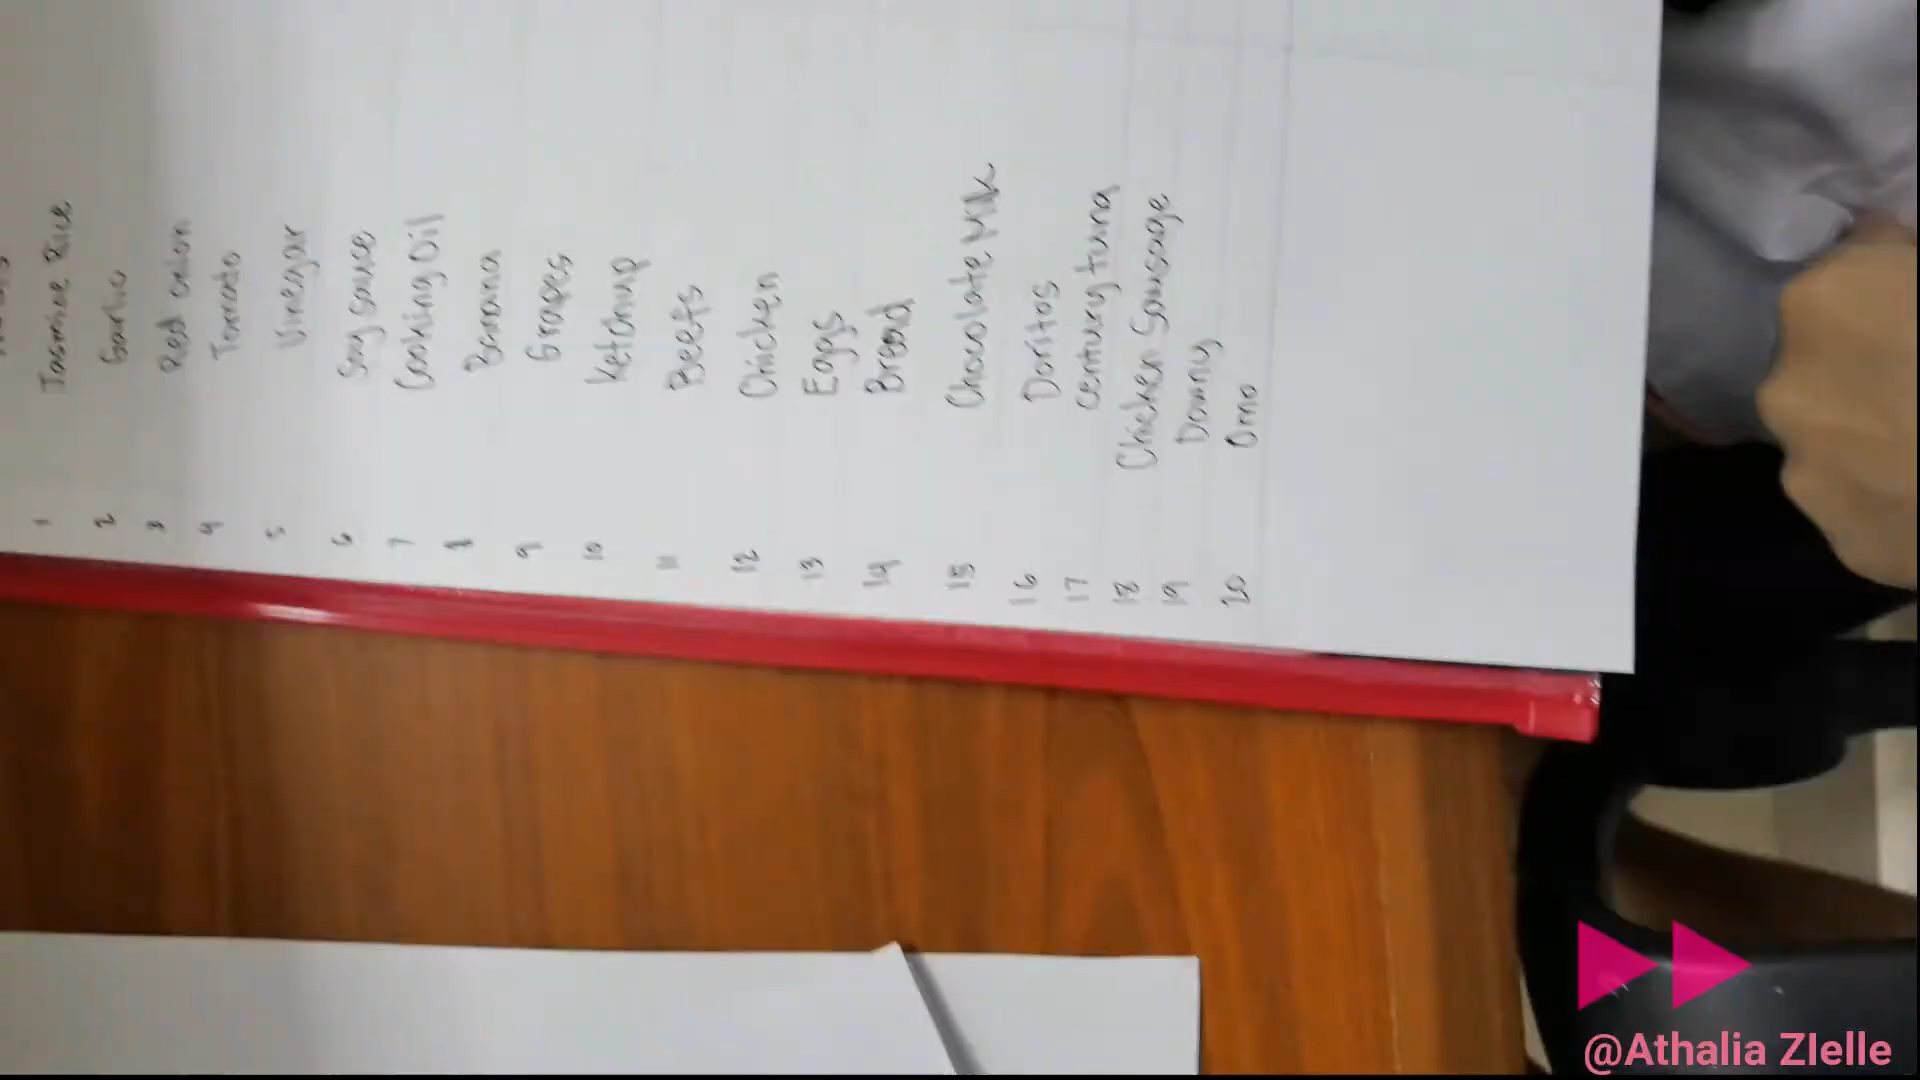 1 Jasmine Rice
2 Garlic
3 Red onion
4 Tomato
5 Vinegar
6 Soy sauce
7 Cooking Oil
8 Banana
9 Grapes
10 Ketchup
11 Beefs
12 Chicken
13 Eggs
14 Bread
15 Chocolate Milk
16 Doritos
17 century tuna
18 Chicken Sausage
19 Downy
20 Omo
@Athalia ZIelle